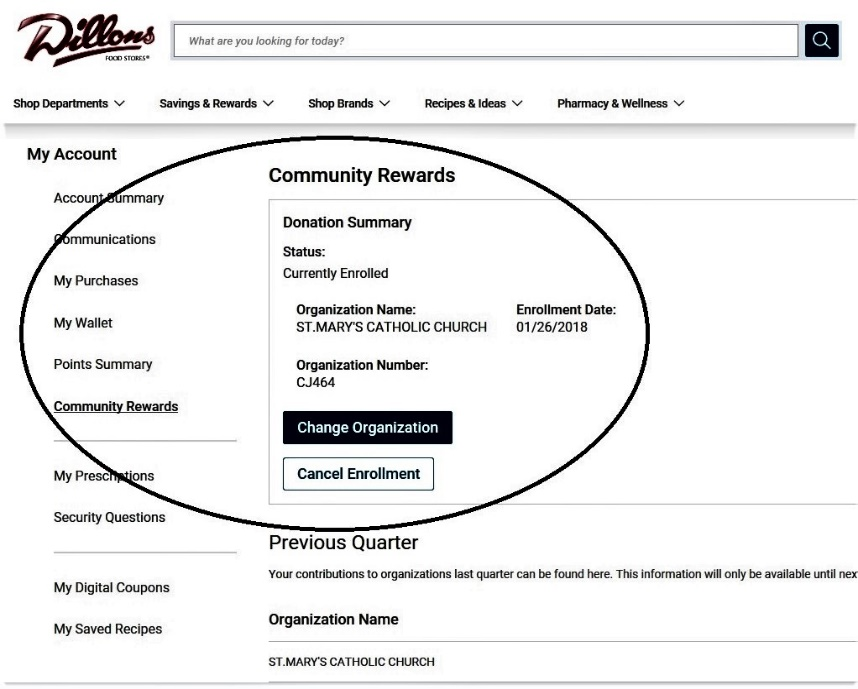 Dillons
FOOD STORES®
What are you looking for today?
Shop Departments
Savings & Rewards
Shop Brands
Recipes & Ideas
Pharmacy & Wellness
My Account
Account Summary
Communications
My Purchases
My Wallet
Points Summary
Community Rewards
My Prescriptions
Security Questions
My Digital Coupons
My Saved Recipes
Community Rewards
Donation Summary
Status:
Currently Enrolled
Organization Name:
ST.MARY'S CATHOLIC CHURCH
Enrollment Date:
01/26/2018
Organization Number:
CJ464
Change Organization
Cancel Enrollment
Previous Quarter
Your contributions to organizations last quarter can be found here. This information will only be available until nex
Organization Name
ST.MARY'S CATHOLIC CHURCH